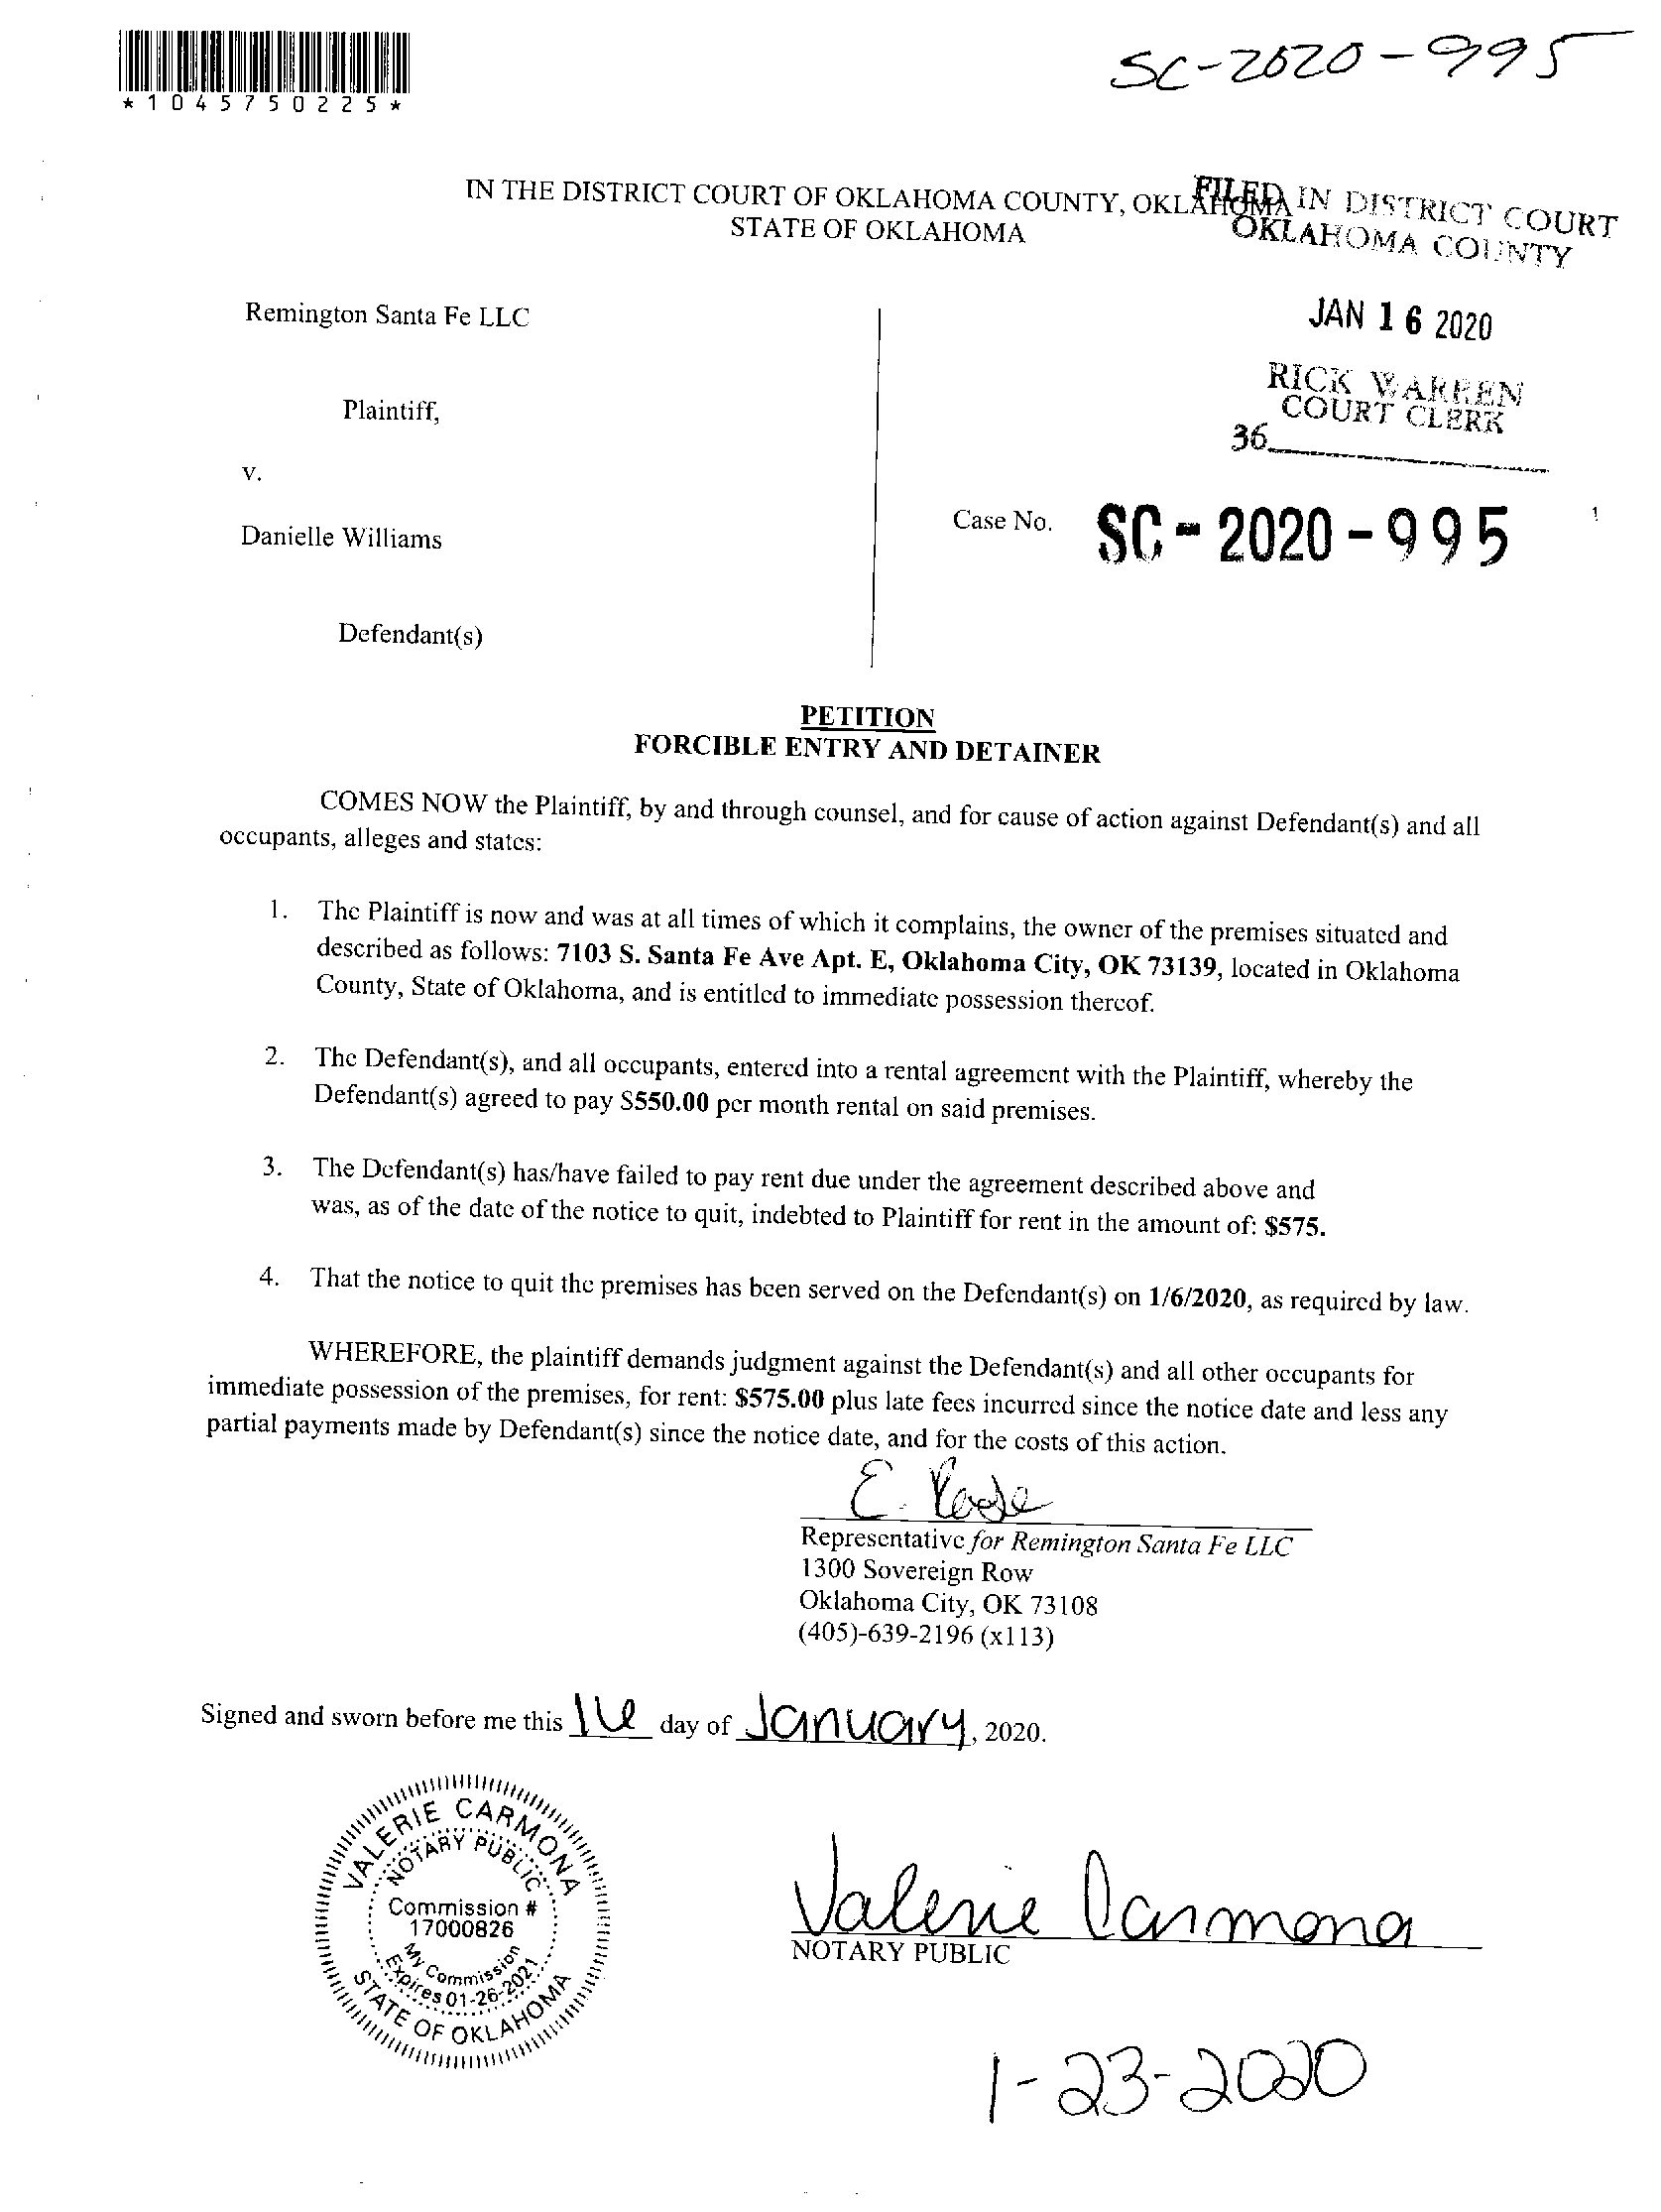 *1045750225*
SC-2020-995
IN THE DISTRICT COURT OF OKLAHOMA COUNTY, OKLAHOMA
STATE OF OKLAHOMA
FILED IN DISTRICT COURT
OKLAHOMA COUNTY
JAN 16 2020
RICK WARREN
COURT CLERK
36
Remington Santa Fe LLC
Plaintiff,
v.
Danielle Williams
Defendant(s)
Case No. SC-2020-995
PETITION
FORCIBLE ENTRY AND DETAINER
COMES NOW the Plaintiff, by and through counsel, and for cause of action against Defendant(s) and all
occupants, alleges and states:
1. The Plaintiff is now and was at all times of which it complains, the owner of the premises situated and
described as follows: 7103 S. Santa Fe Ave Apt. E, Oklahoma City, OK 73139, located in Oklahoma
County, State of Oklahoma, and is entitled to immediate possession thereof.
2. The Defendant(s), and all occupants, entered into a rental agreement with the Plaintiff, whereby the
Defendant(s) agreed to pay $550.00 per month rental on said premises.
3. The Defendant(s) has/have failed to pay rent due under the agreement described above and
was, as of the date of the notice to quit, indebted to Plaintiff for rent in the amount of: $575.
4. That the notice to quit the premises has been served on the Defendant(s) on 1/6/2020, as required by law.
WHEREFORE, the plaintiff demands judgment against the Defendant(s) and all other occupants for
immediate possession of the premises, for rent: $575.00 plus late fees incurred since the notice date and less any
partial payments made by Defendant(s) since the notice date, and for the costs of this action.
E.
Representative for Remington Santa Fe LLC
1300 Sovereign Row
Oklahoma City, OK 73108
(405)-639-2196 (x113)
Signed and sworn before me this 16 day of January, 2020.
VALERIE CARMONA
NOTARY PUBLIC
Commission #
17000826
My Commission
Expires 01-26-2021
STATE OF OKLAHOMA
Valerie Carmona
NOTARY PUBLIC
1-23-2020